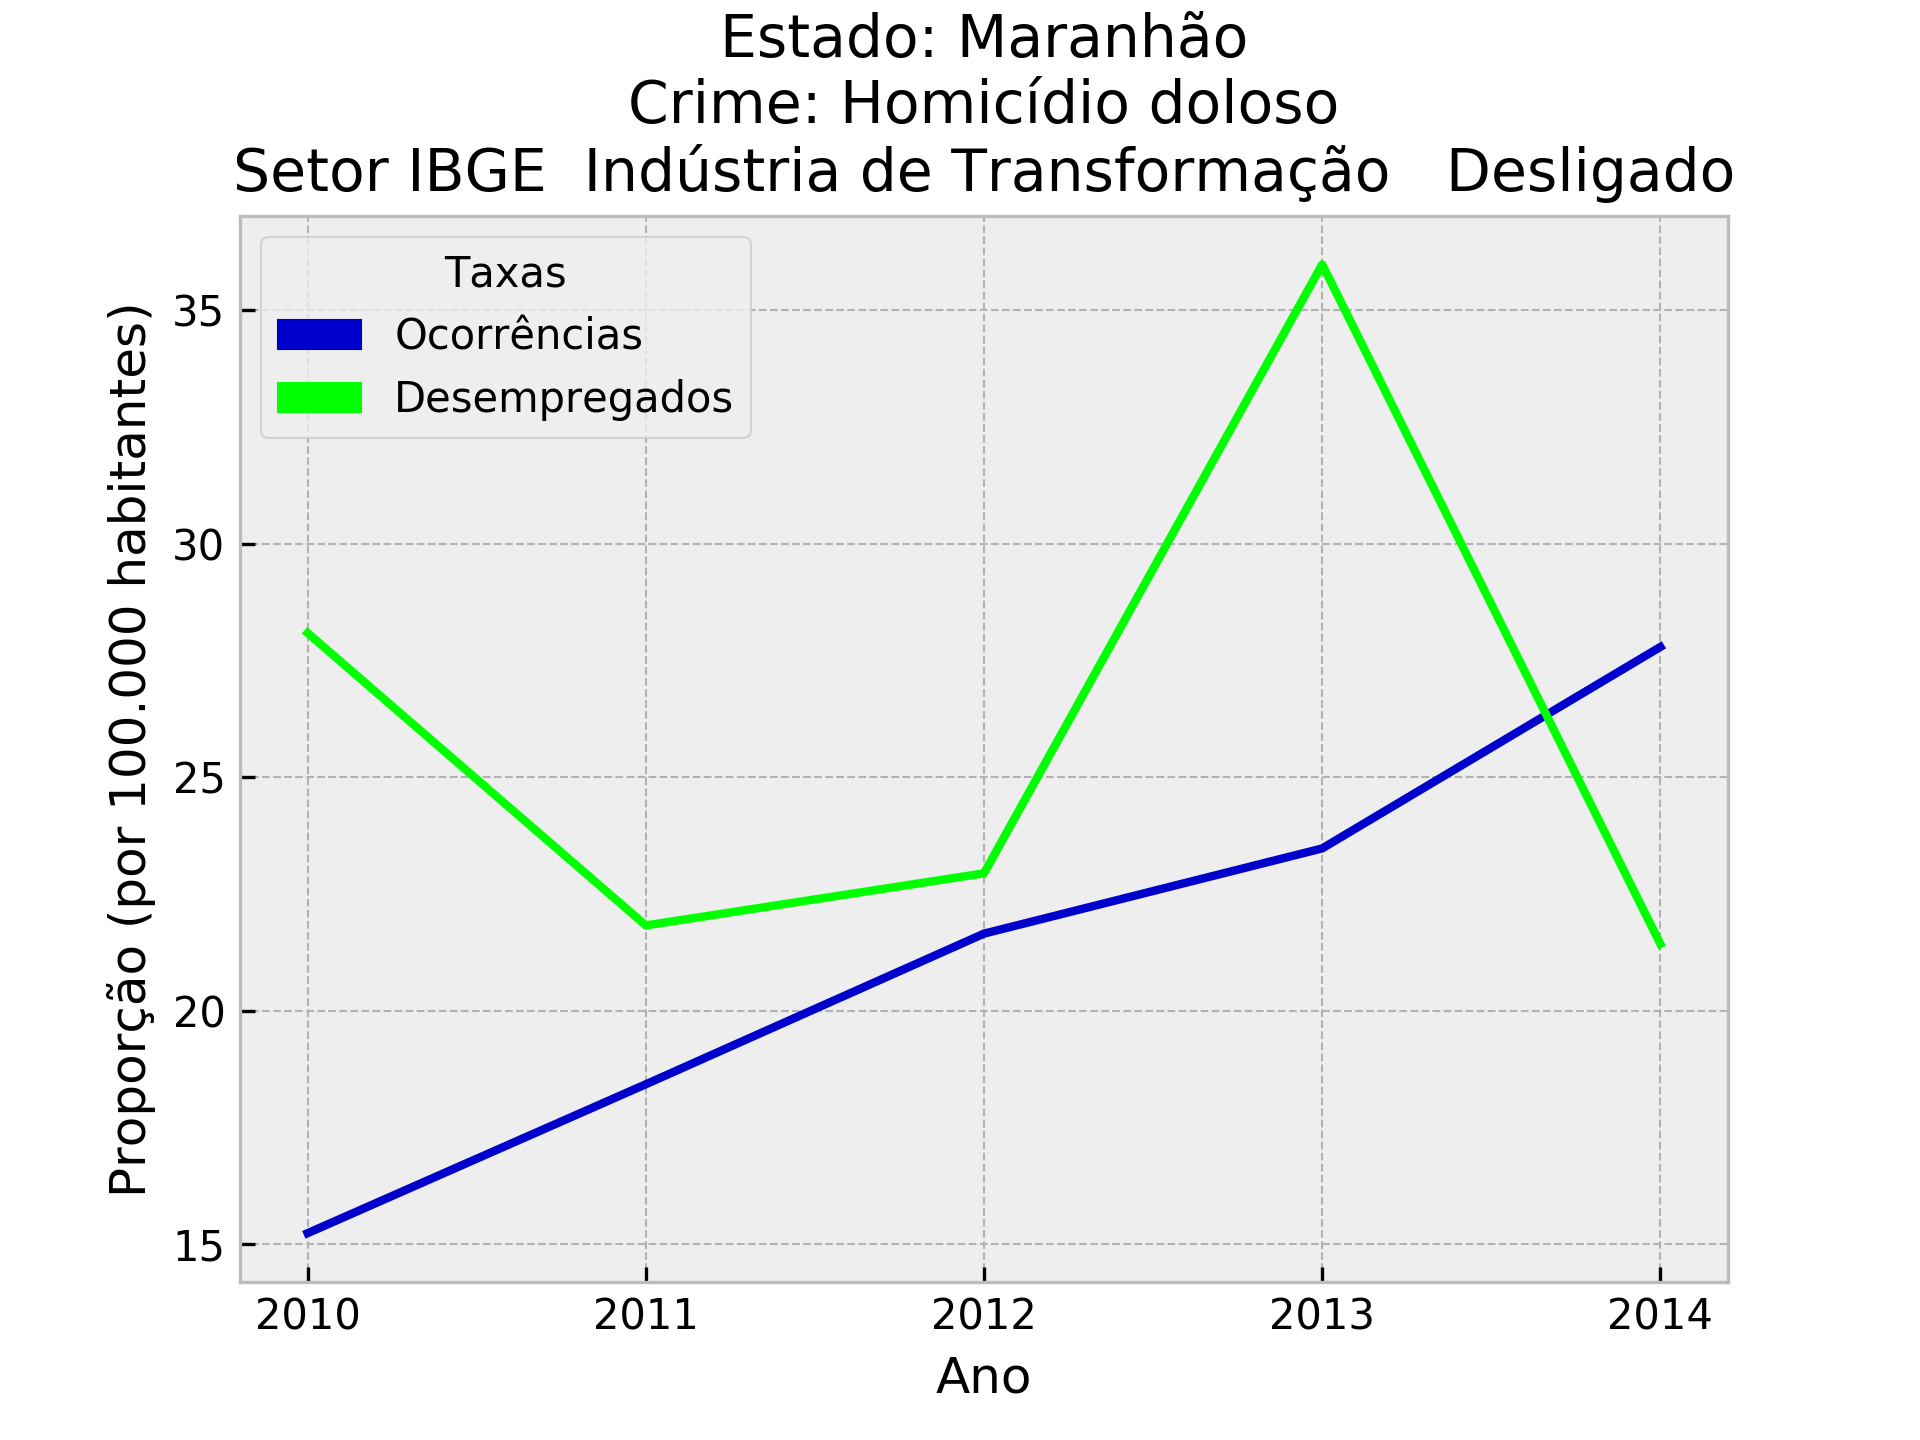 Estado: Maranhão
Crime: Homicídio doloso
Setor IBGE  Indústria de Transformação   Desligado
Taxas
Ocorrências
Desempregados
Proporção (por 100.000 habitantes)
35
30
25
20
15
2010 2011 2012 2013 2014
Ano